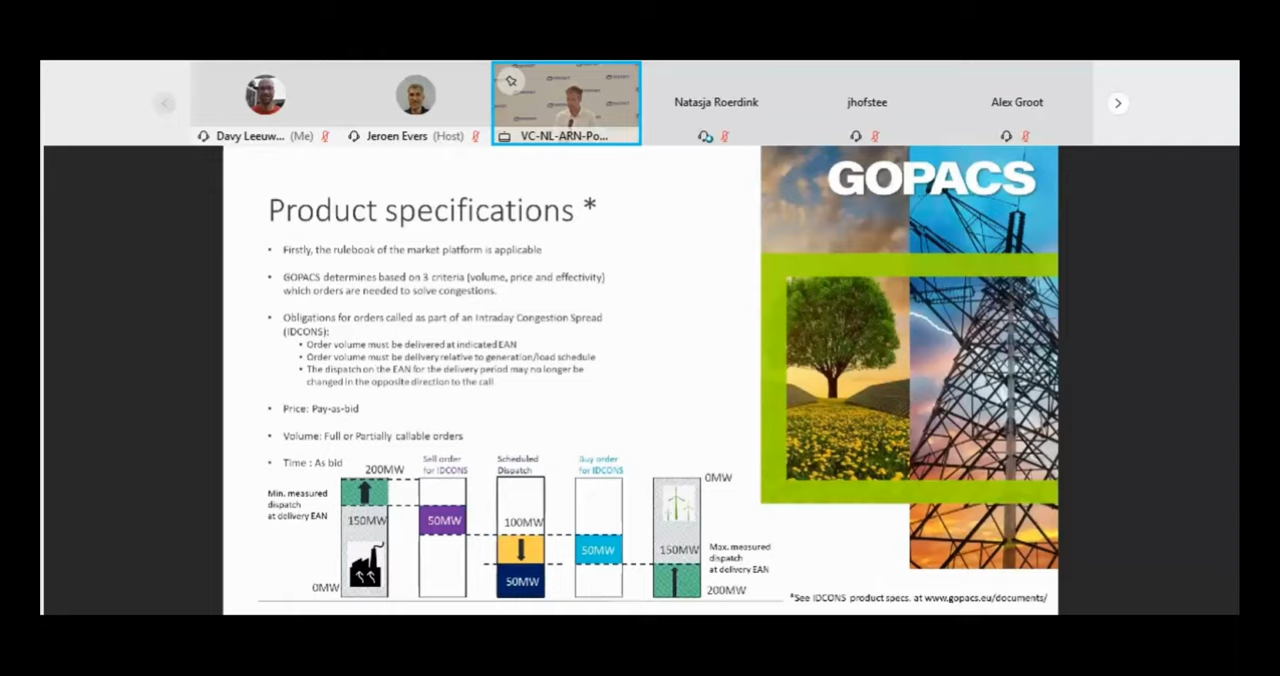 Natasja Roerdink
jhofstee
Alex Groot
Davy Leeuw... (Me)
Jeroen Evers (Host)
VC-NL-ARN-Po...
GOPACS
Product specifications *
• Firstly, the rulebook of the market platform is applicable
• GOPACS determines based on 3 criteria (volume, price and effectivity)
which orders are needed to solve congestions.
• Obligations for orders called as part of an Intraday Congestion Spread
(IDCONS):
• Order volume must be delivered at indicated EAN
• Order volume must be delivery relative to generation/load schedule
• The dispatch on the EAN for the delivery period may no longer be
changed in the opposite direction to the call
• Price: Pay-as-bid
• Volume: Full or Partially callable orders
• Time : As bid
200MW
Sell order
for IDCONS
Scheduled
Dispatch
Buy order
for IDCONS
0MW
Min. measured
dispatch
at delivery EAN
150MW
50MW
100MW
50MW
150MW
Max. measured
dispatch
at delivery EAN
0MW
50MW
200MW
*See IDCONS product specs. at www.gopacs.eu/documents/